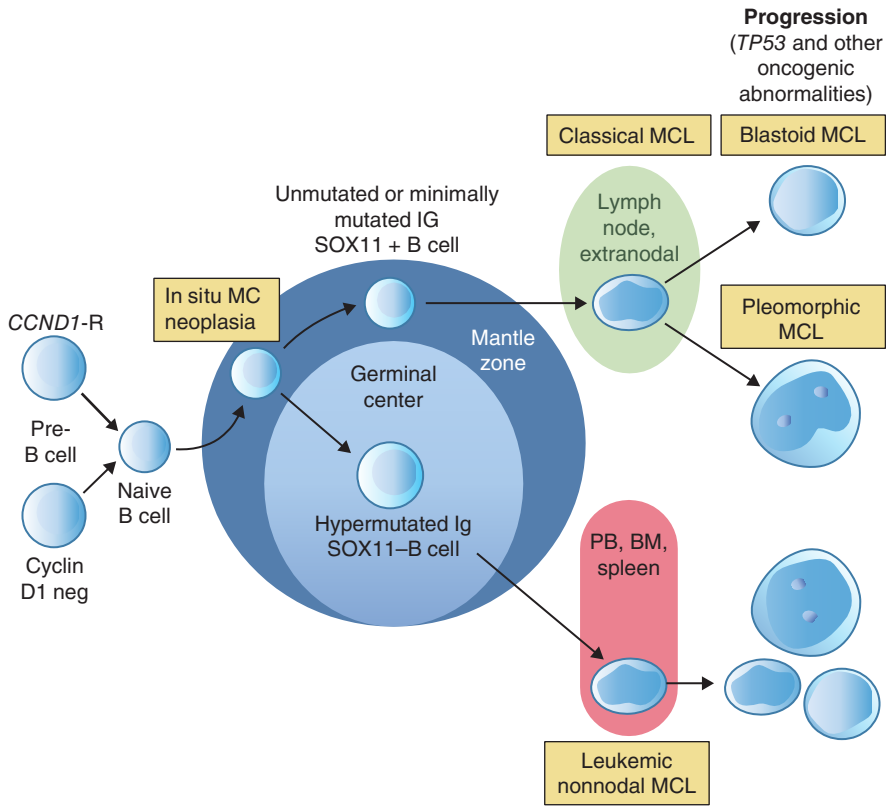 Progression
(TP53 and other
oncogenic
abnormalities)
Classical MCL
Blastoid MCL
Unmutated or minimally
mutated IG
SOX11 + B cell
Lymph
node,
extranodal
In situ MC
neoplasia
CCND1-R
Mantle
zone
Pleomorphic
MCL
Germinal
center
Pre-
B cell
Naive
B cell
Hypermutated Ig
SOX11–B cell
Cyclin
D1 neg
PB, BM,
spleen
Leukemic
nonnodal MCL